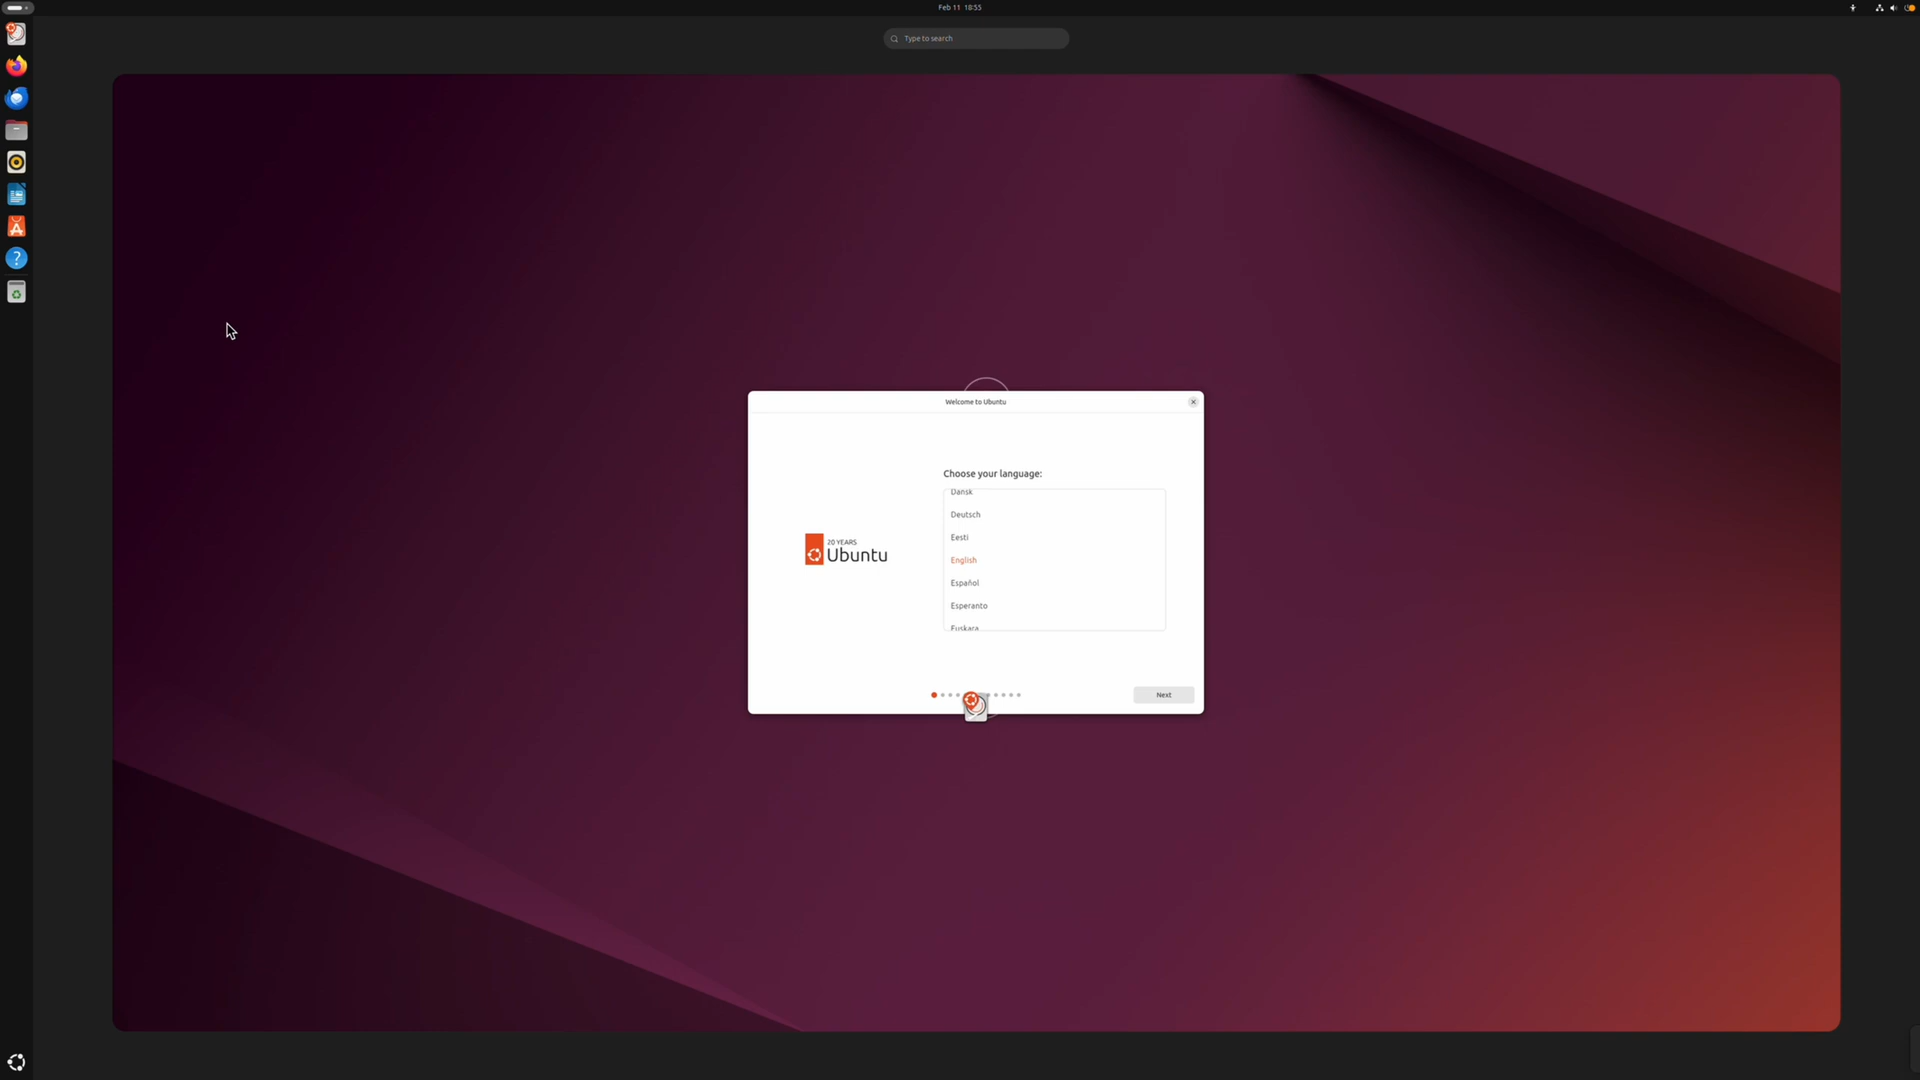 Feb 11 18:55
Type to search
Welcome to Ubuntu
Choose your language:
Dansk
Deutsch
Eesti
English
Español
Esperanto
Euskara
20 YEARS
Ubuntu
Next